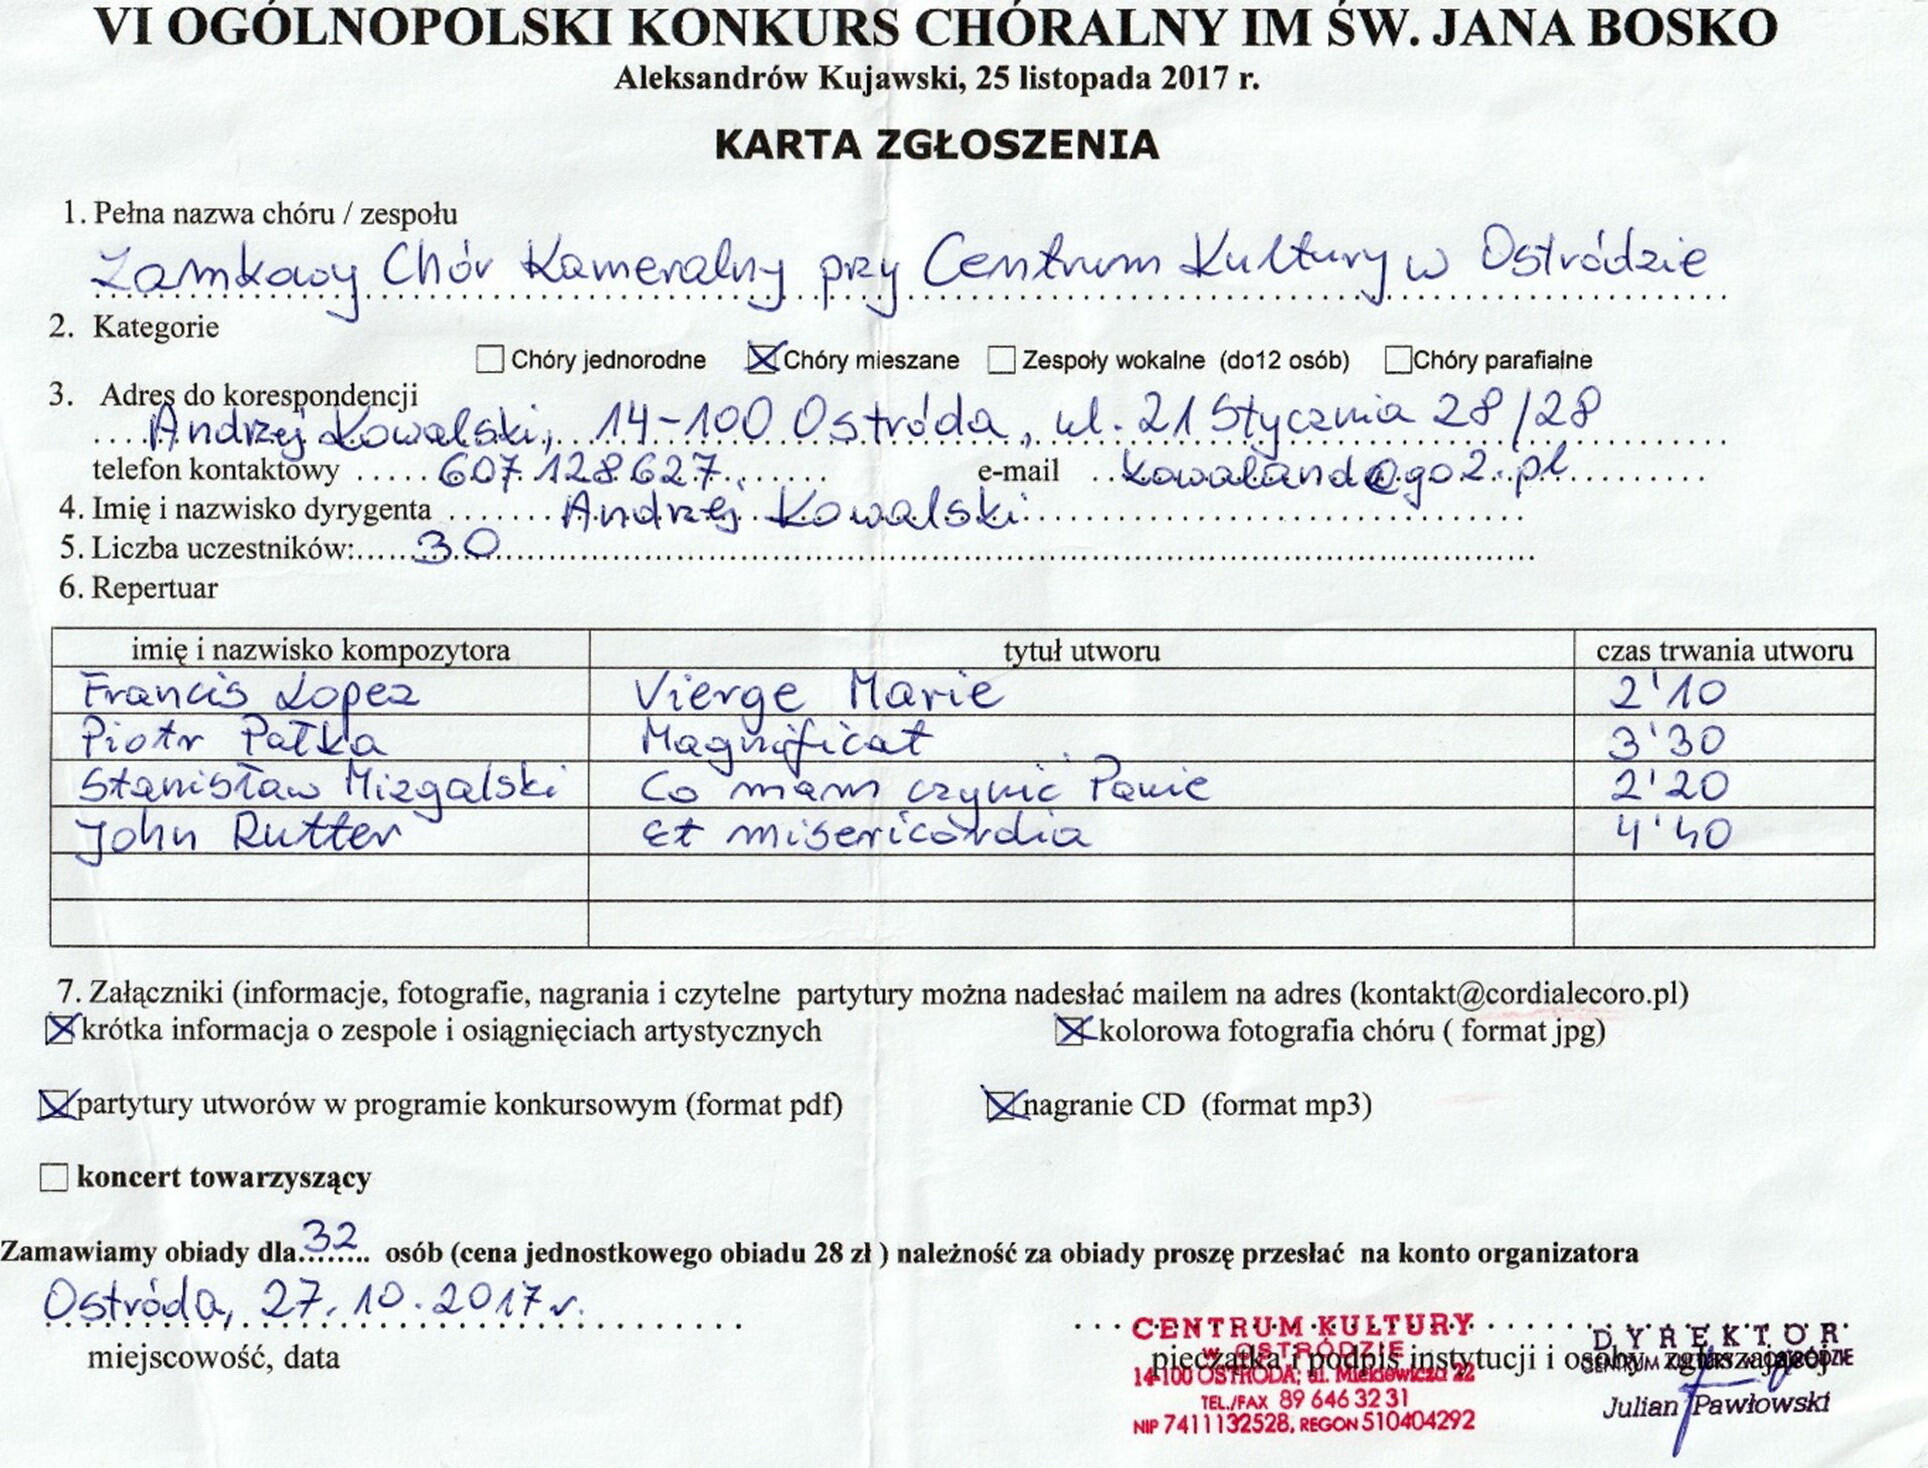 VI OGÓLNOPOLSKI KONKURS CHÓRALNY IM ŚW. JANA BOSKO
Aleksandrów Kujawski, 25 listopada 2017 r.
KARTA ZGŁOSZENIA
1. Pełna nazwa chóru / zespołu
Zamkowy Chór Kameralny przy Centrum Kultury w Ostródzie
2. Kategorie
Chóry jednorodne Chóry mieszane Zespoły wokalne (do12 osób) Chóry parafialne
3. Adres do korespondencji
Andrzej Kowalski, 14-100 Ostróda, ul. 21 Stycznia 28/28
telefon kontaktowy 607 128 627 e-mail kowaland@go2.pl
4. Imię i nazwisko dyrygenta Andrzej Kowalski
5. Liczba uczestników: 30
6. Repertuar
imię i nazwisko kompozytora tytuł utworu czas trwania utworu
Francis Lopez Vierge Marie 2'10
Piotr Pałka Magnificat 3'30
Stanisław Mizgalski Co mam czynić Panie 2'20
John Rutter Et misericordia 4'40
7. Załączniki (informacje, fotografie, nagrania i czytelne partytury można nadesłać mailem na adres (kontakt@cordialecoro.pl)
krótka informacja o zespole i osiągnięciach artystycznych kolorowa fotografia chóru ( format jpg)
partytury utworów w programie konkursowym (format pdf) nagranie CD (format mp3)
koncert towarzyszący
Zamawiamy obiady dla 32 osób (cena jednostkowego obiadu 28 zł ) należność za obiady proszę przesłać na konto organizatora
Ostróda, 27.10.2017r.
miejscowość, data
pieczątka i podpis instytucji i osoby zgłaszającej
CENTRUM KULTURY
w OSTRÓDZIE
14-100 OSTRÓDA; ul. Mickiewicza 22
TEL./FAX 89 646 32 31
NIP 7411132528, REGON 510404292
DYREKTOR
CENTRUM KULTURY w OSTRÓDZIE
Julian Pawłowski